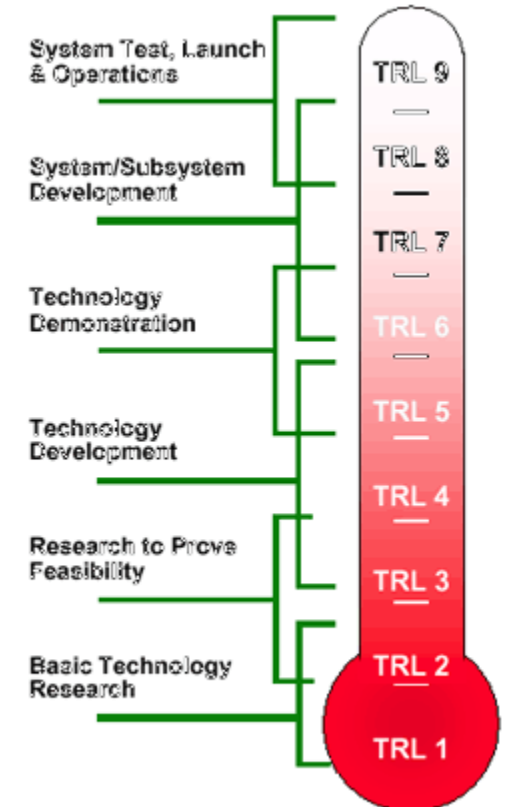 System Test, Launch
& Operations
System/Subsystem
Development
Technology
Demonstration
Technology
Development
Research to Prove
Feasibility
Basic Technology
Research
TRL 9
TRL 8
TRL 7
TRL 6
TRL 5
TRL 4
TRL 3
TRL 2
TRL 1